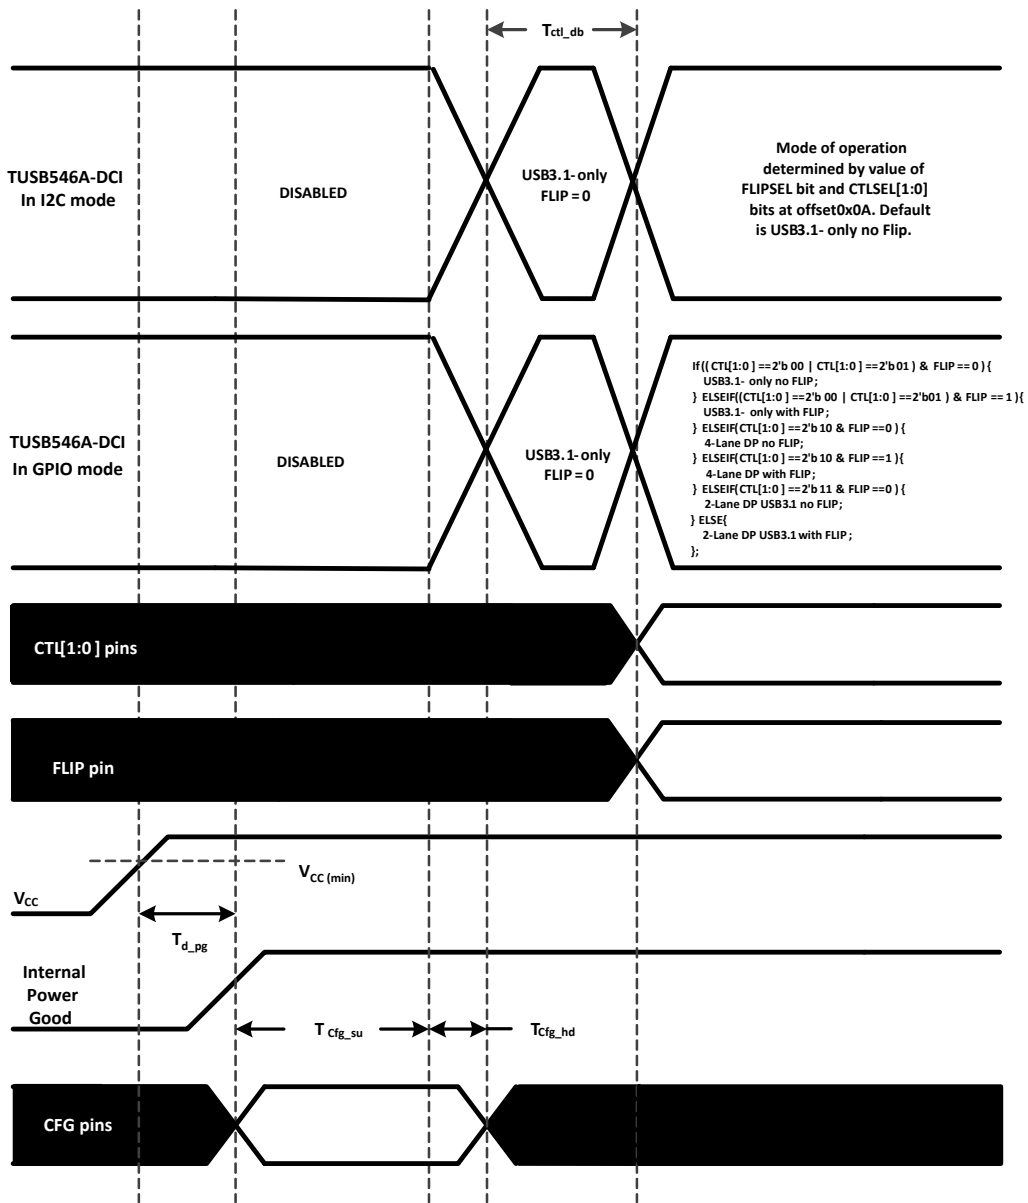 Tctl_db
TUSB546A-DCI
In I2C mode
DISABLED
USB3.1- only
FLIP = 0
Mode of operation
determined by value of
FLIPSEL bit and CTLSEL[1:0]
bits at offset0x0A. Default
is USB3.1- only no Flip.
TUSB546A-DCI
In GPIO mode
DISABLED
USB3.1- only
FLIP = 0
If(( CTL[1:0 ] ==2'b 00 | CTL[1:0 ] ==2'b 01 ) & FLIP == 0 ) {
USB3.1- only no FLIP ;
} ELSEIF((CTL[1:0 ] ==2'b 00 | CTL[1:0 ] ==2'b01 ) & FLIP == 1 ){
USB3.1- only with FLIP ;
} ELSEIF( CTL[1:0 ] ==2'b 10 & FLIP ==0 ) {
4-Lane DP no FLIP;
} ELSEIF( CTL[1:0 ] ==2'b 10 & FLIP ==1 ){
4-Lane DP with FLIP;
} ELSEIF( CTL[1:0 ] ==2'b 11 & FLIP ==0 ) {
2-Lane DP USB3.1 no FLIP;
} ELSE{
2-Lane DP USB3.1 with FLIP ;
};
CTL[1:0 ] pins
FLIP pin
VCC (min)
VCC
Td_pg
Internal
Power
Good
TCfg_su
TCfg_hd
CFG pins